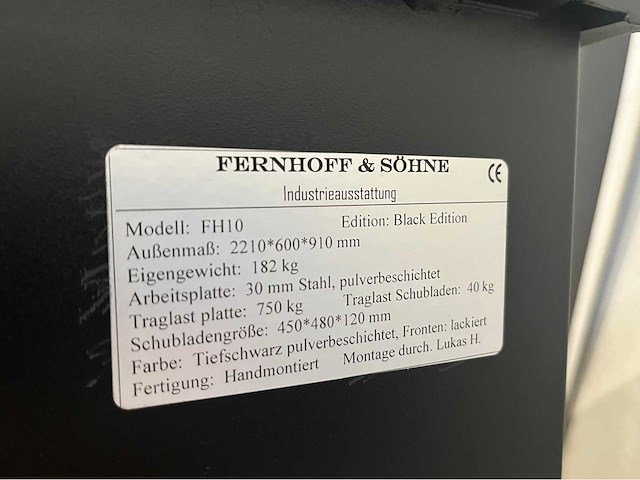 FERNHOFF & SÖHNE
CE
Industrieausstattung
Modell: FH10 Edition: Black Edition
Außenmaß: 2210*600*910 mm
Eigengewicht: 182 kg
Arbeitsplatte: 30 mm Stahl, pulverbeschichtet
Traglast platte: 750 kg Traglast Schubladen: 40 kg
Schubladengröße: 450*480*120 mm
Farbe: Tiefschwarz pulverbeschichtet, Fronten: lackiert
Fertigung: Handmontiert Montage durch. Lukas H.